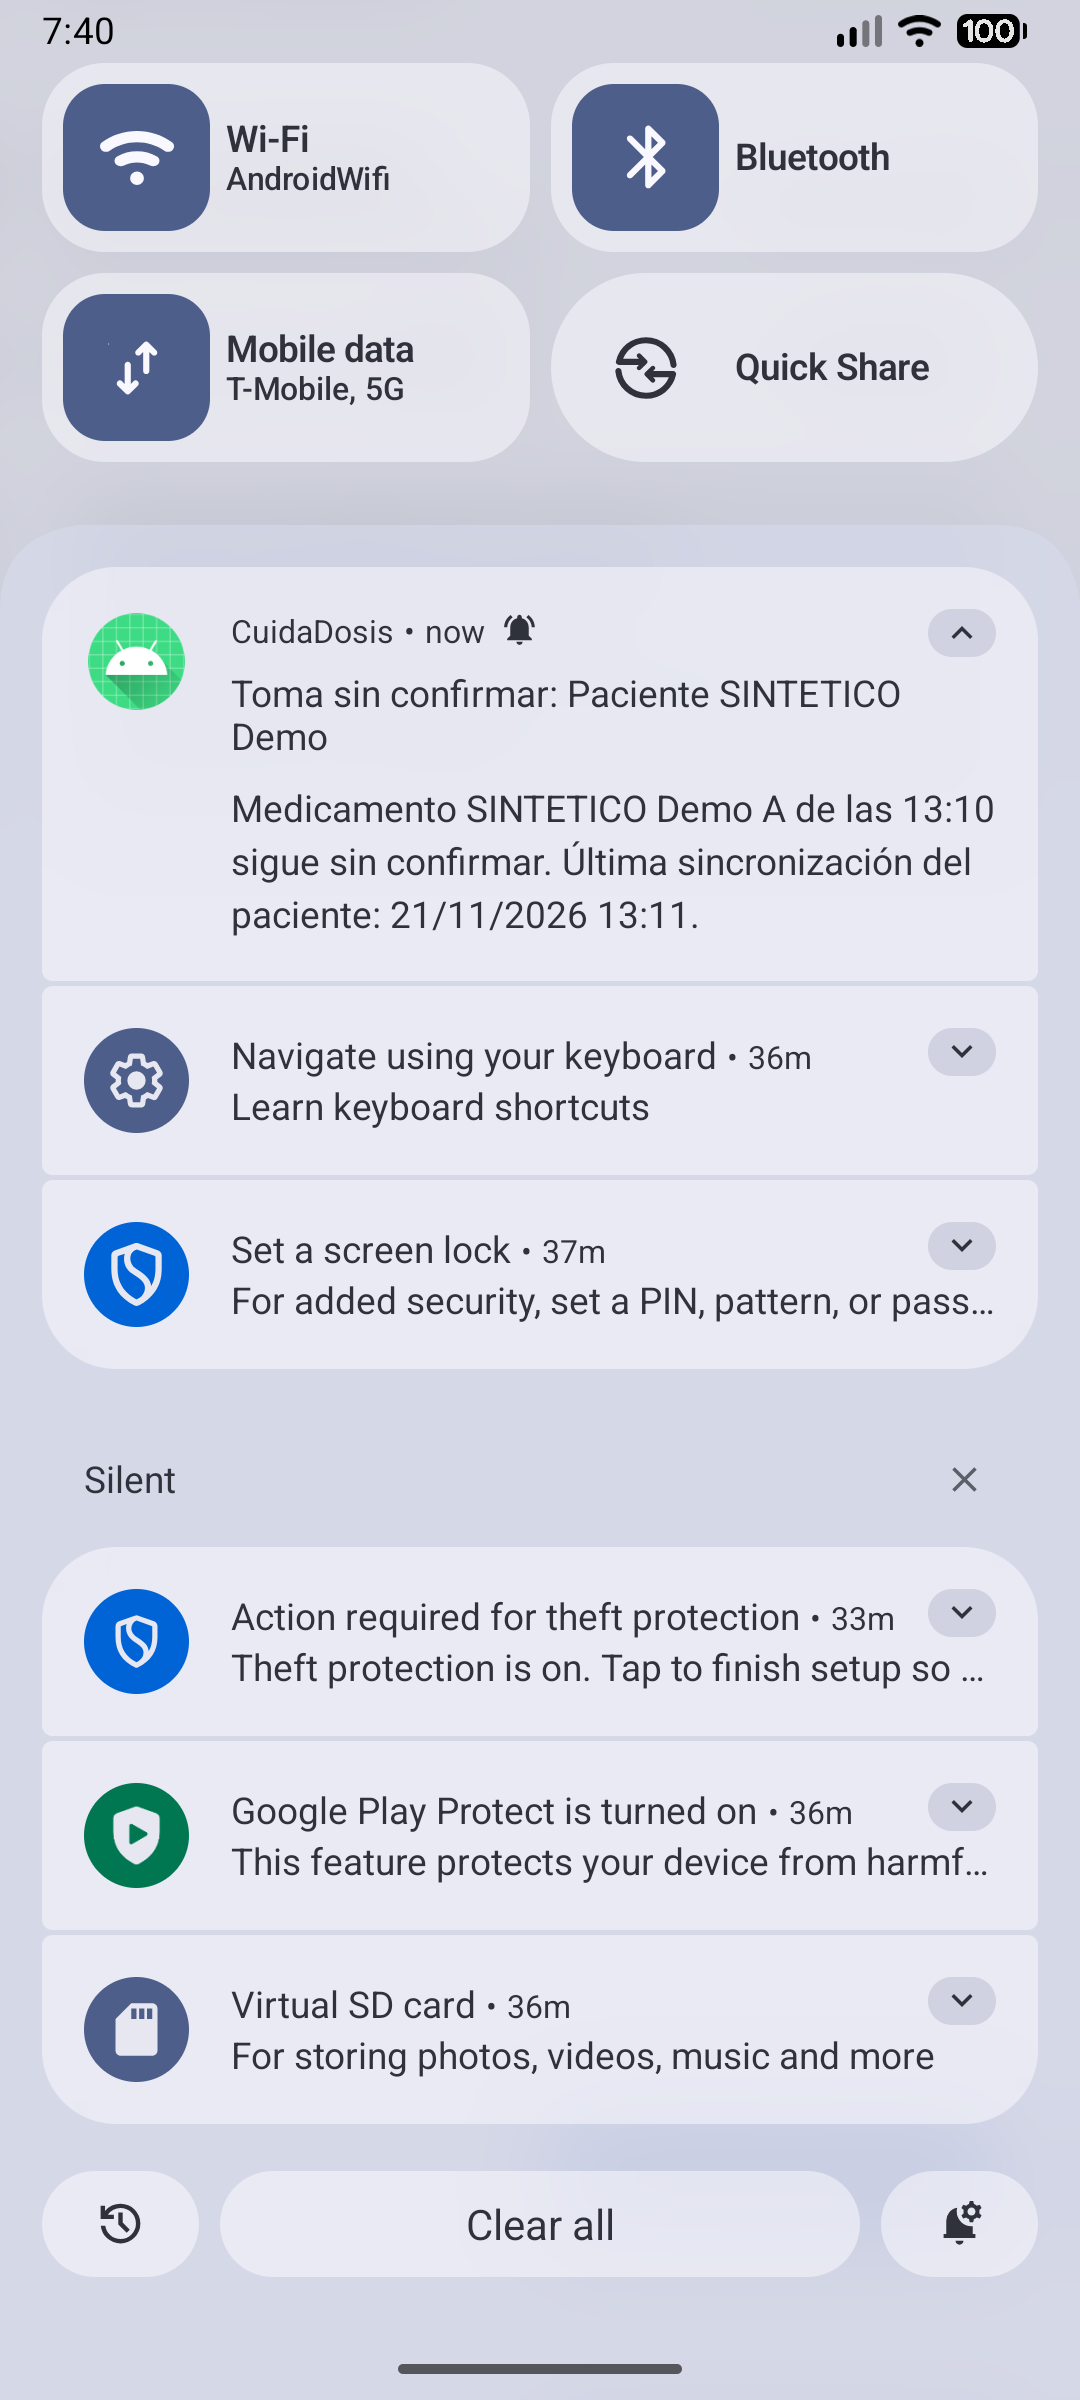 7:40
100
Wi-Fi
AndroidWifi
Bluetooth
Mobile data
T-Mobile, 5G
Quick Share
CuidaDosis • now
Toma sin confirmar: Paciente SINTETICO
Demo
Medicamento SINTETICO Demo A de las 13:10
sigue sin confirmar. Última sincronización del
paciente: 21/11/2026 13:11.
Navigate using your keyboard • 36m
Learn keyboard shortcuts
Set a screen lock • 37m
For added security, set a PIN, pattern, or pass…
Silent
Action required for theft protection • 33m
Theft protection is on. Tap to finish setup so …
Google Play Protect is turned on • 36m
This feature protects your device from harmf…
Virtual SD card • 36m
For storing photos, videos, music and more
Clear all